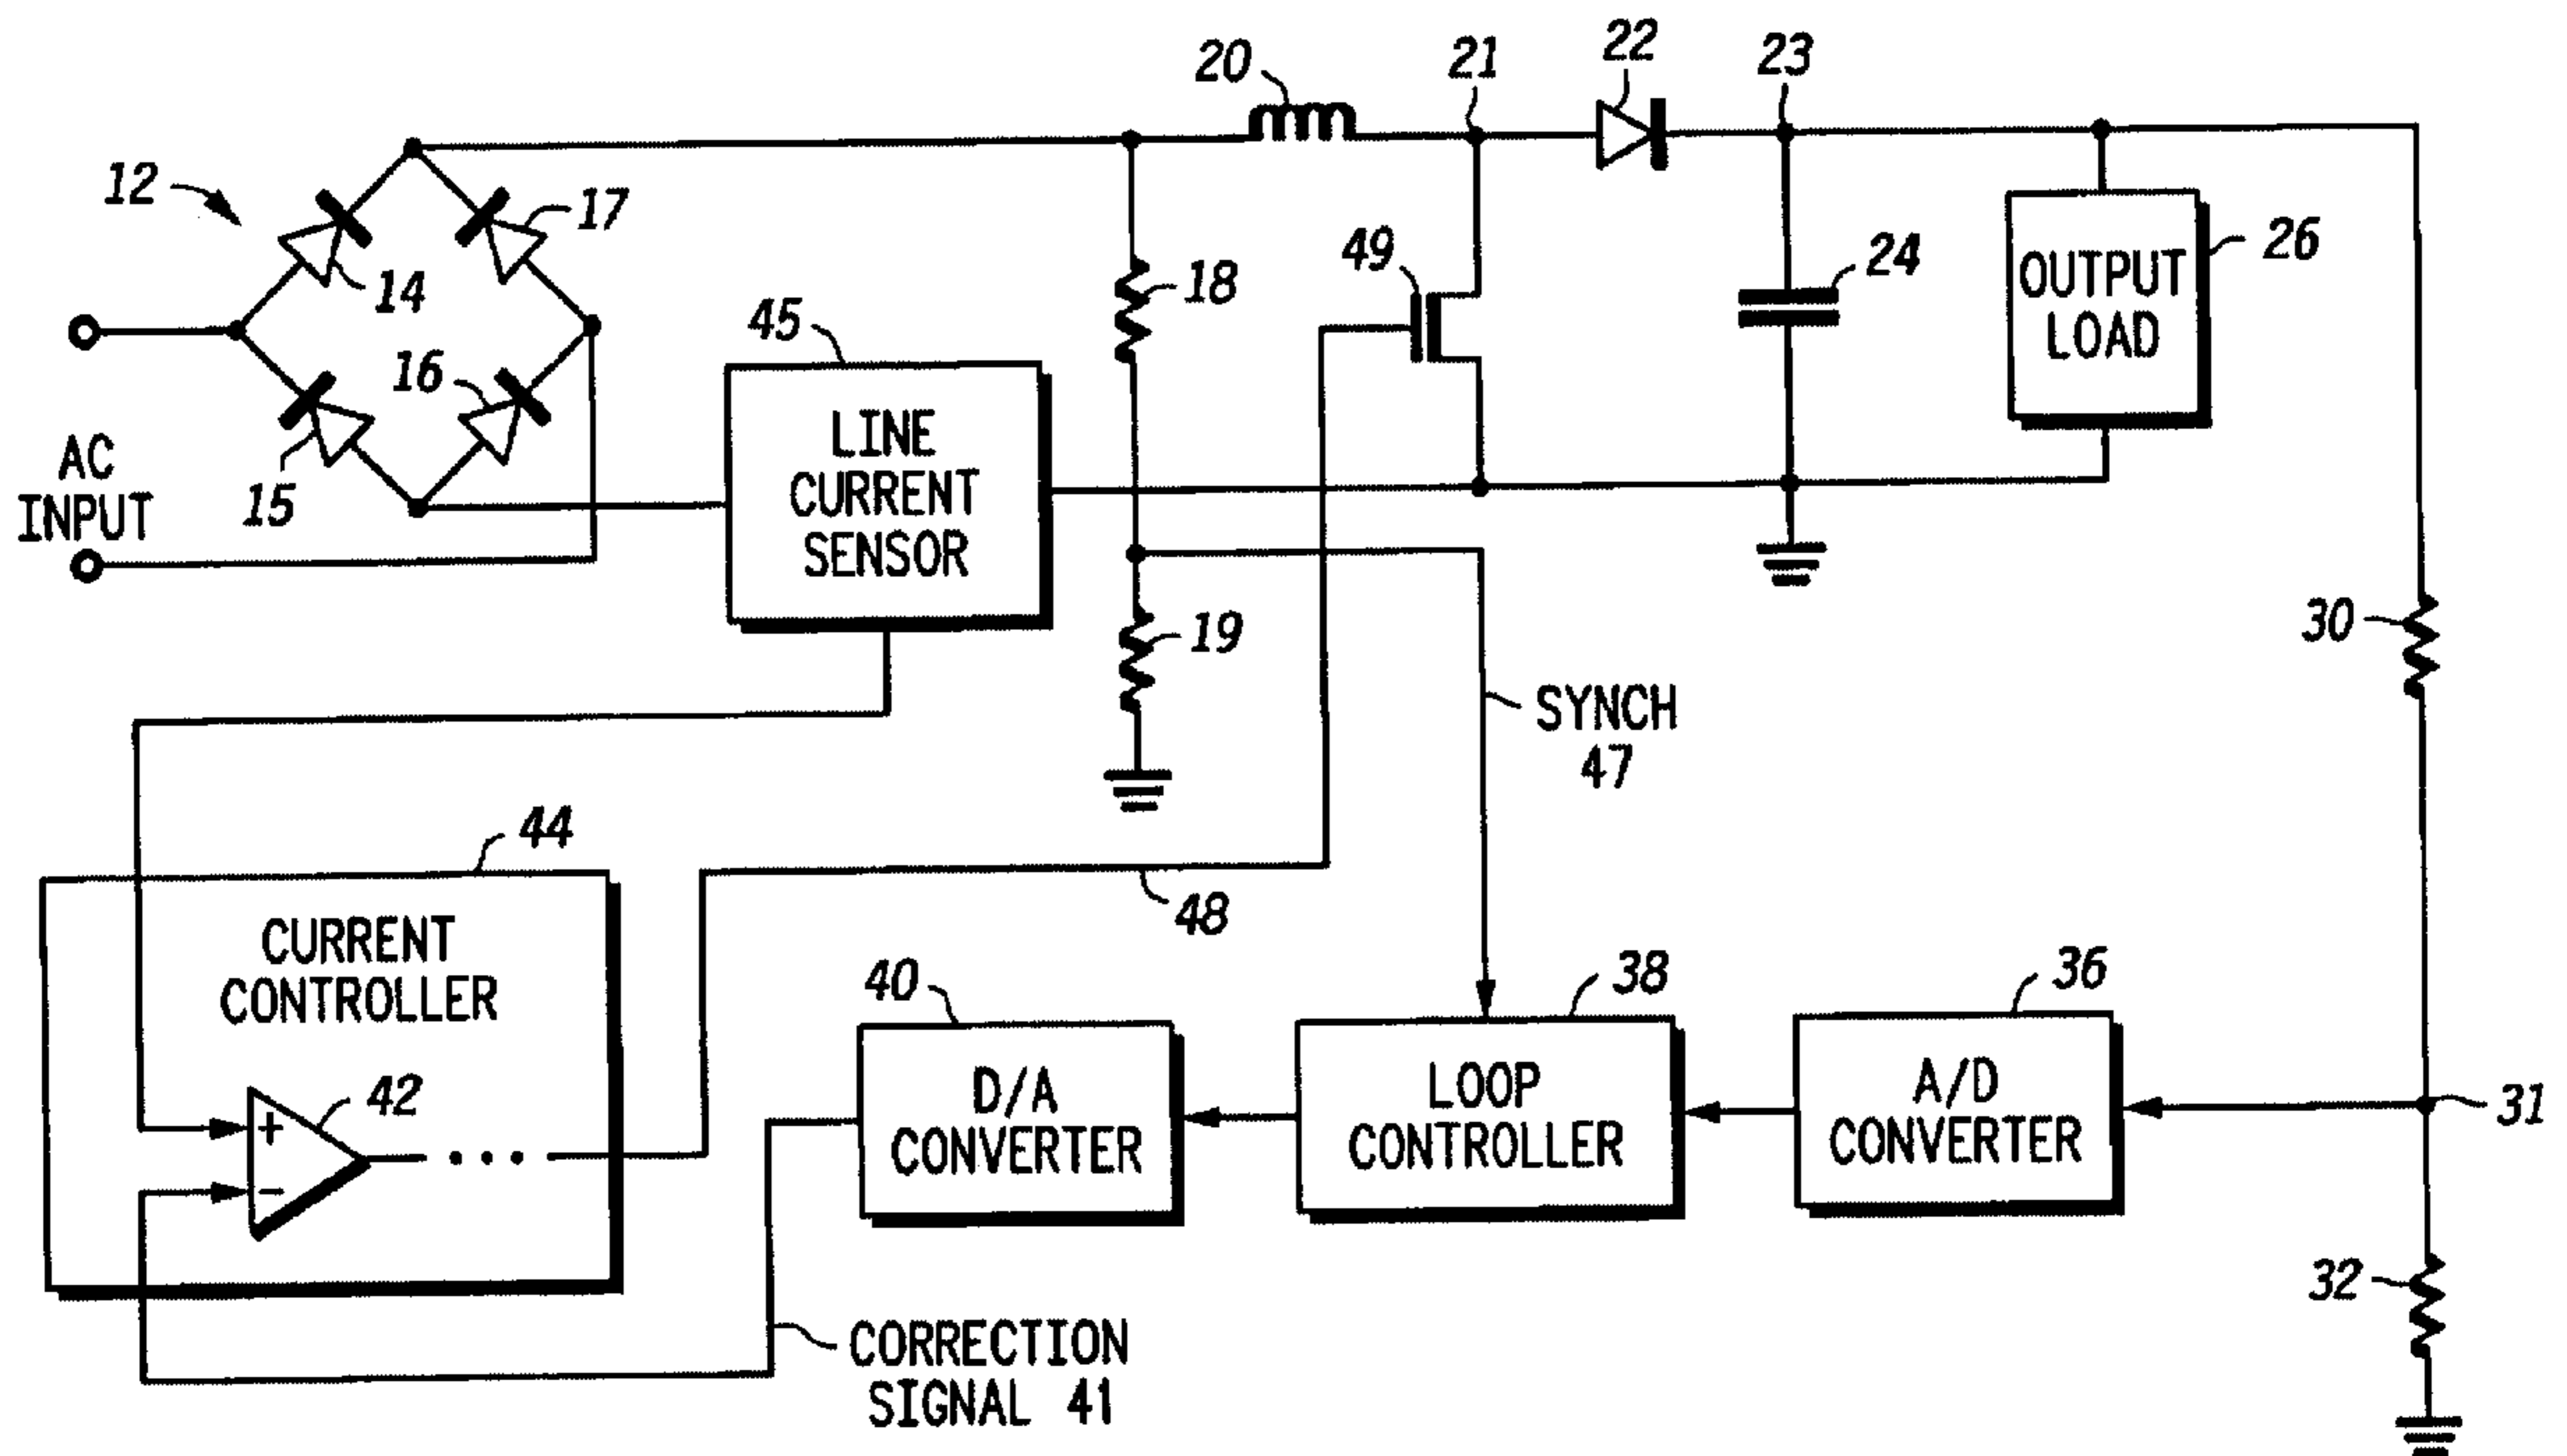 20
21
22
23
12
17
14
18
49
24
26
OUTPUT
LOAD
45
16
15
AC
INPUT
LINE
CURRENT
SENSOR
19
30
SYNCH
47
44
48
CURRENT
CONTROLLER
42
+
−
40
38
36
D/A
CONVERTER
LOOP
CONTROLLER
A/D
CONVERTER
31
32
CORRECTION
SIGNAL 41